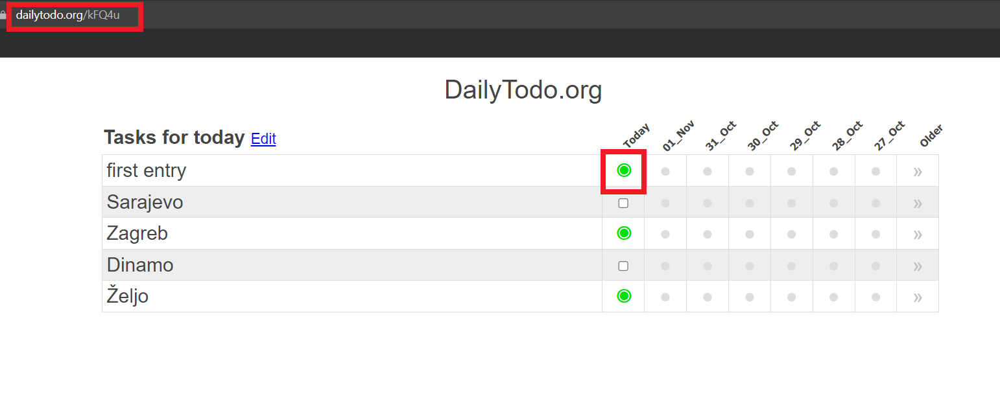 dailytodo.org/kFQ4u
DailyTodo.org
Tasks for today Edit
Today 01_Nov 31_Oct 30_Oct 29_Oct 28_Oct 27_Oct Older
first entry »
Sarajevo »
Zagreb »
Dinamo »
Željo »